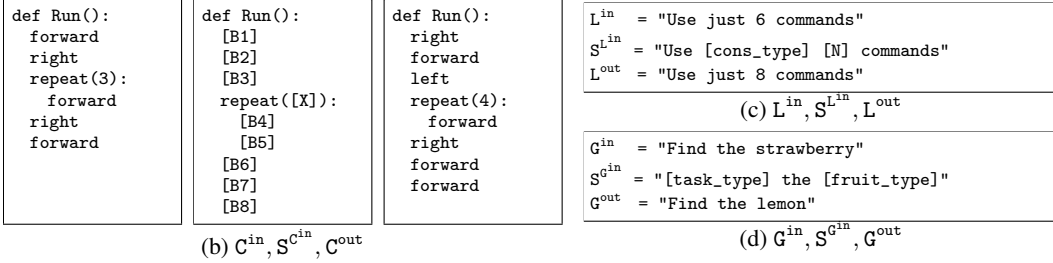 def Run():
  forward
  right
  repeat(3):
    forward
  right
  forward
def Run():
  [B1]
  [B2]
  [B3]
  repeat([X]):
    [B4]
    [B5]
  [B6]
  [B7]
  [B8]
def Run():
  right
  forward
  left
  repeat(4):
    forward
  right
  forward
  forward
(b) C^in, S^C^in, C^out
L^in = "Use just 6 commands"
S^L^in = "Use [cons_type] [N] commands"
L^out = "Use just 8 commands"
(c) L^in, S^L^in, L^out
G^in = "Find the strawberry"
S^G^in = "[task_type] the [fruit_type]"
G^out = "Find the lemon"
(d) G^in, S^G^in, G^out